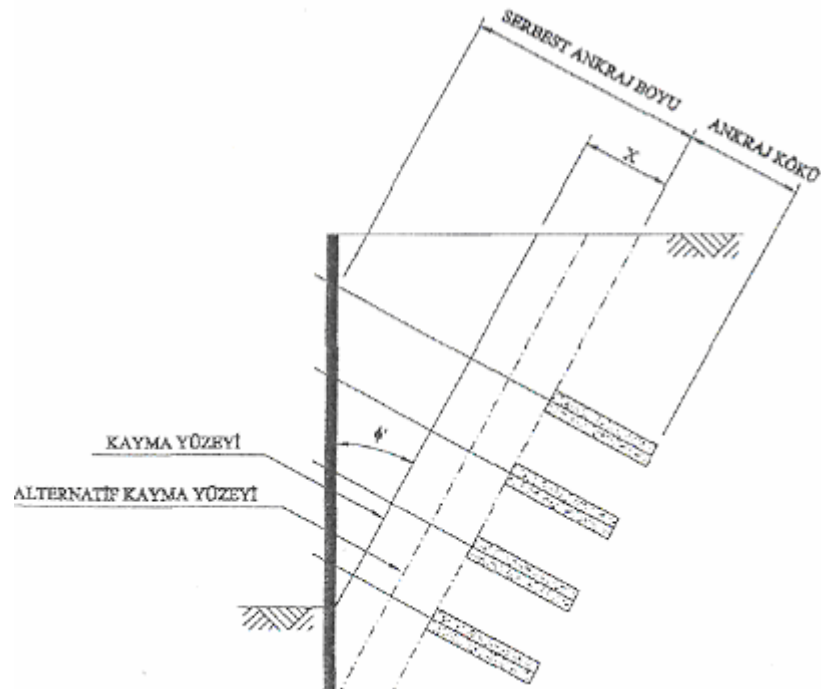 SERBEST ANKRAJ BOYU
ANKRAJ KÖKÜ
X
ϕ'
KAYMA YÜZEYİ
ALTERNATİF KAYMA YÜZEYİ